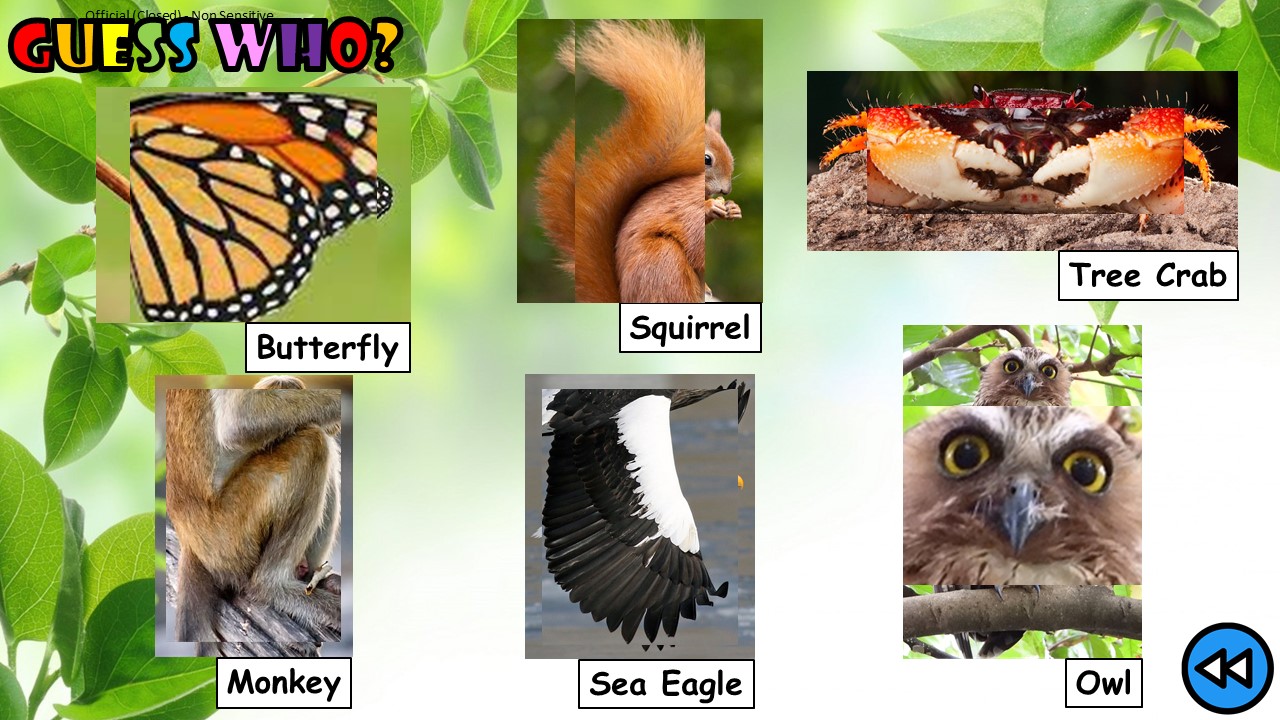 Official (Closed) - Non Sensitive
GUESS WHO?
Butterfly
Squirrel
Tree Crab
Monkey
Sea Eagle
Owl